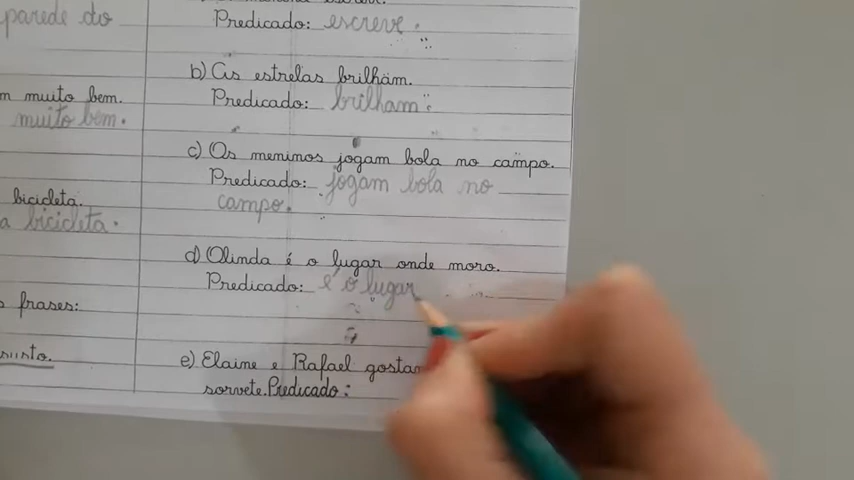 parede do
m muito bem.
muito bem.
bicicleta.
a bicicleta.
s frases:
susto.
Predicado: escreve.
b) As estrelas brilham.
Predicado: brilham.
c) Os meninos jogam bola no campo.
Predicado: jogam bola no
campo.
d) Olinda é o lugar onde moro.
Predicado: é o lugar
e) Elaine e Rafael gostam
sorvete. Predicado: